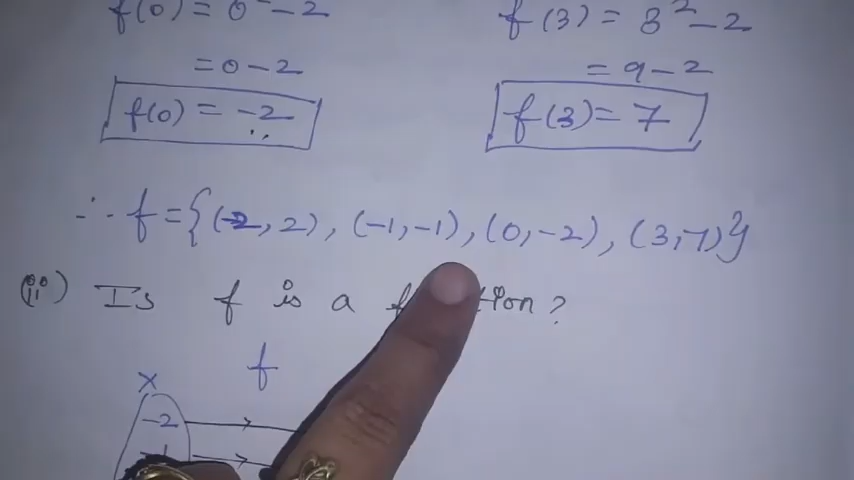 f(0) = 0² - 2
f(3) = 3² - 2
= 0 - 2
= 9 - 2
f(0) = -2
f(3) = 7
∴ f = {(-2, 2), (-1, -1), (0, -2), (3, 7)}
(ii) Is f is a ?
f
X
-2
-1